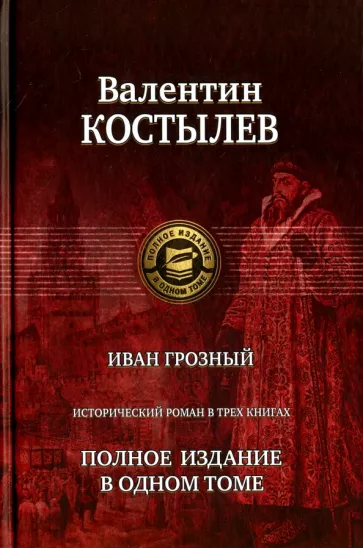 Валентин
КОСТЫЛЕВ
ПОЛНОЕ ИЗДАНИЕ
В ОДНОМ ТОМЕ
ИВАН ГРОЗНЫЙ
ИСТОРИЧЕСКИЙ РОМАН В ТРЕХ КНИГАХ
ПОЛНОЕ ИЗДАНИЕ
В ОДНОМ ТОМЕ